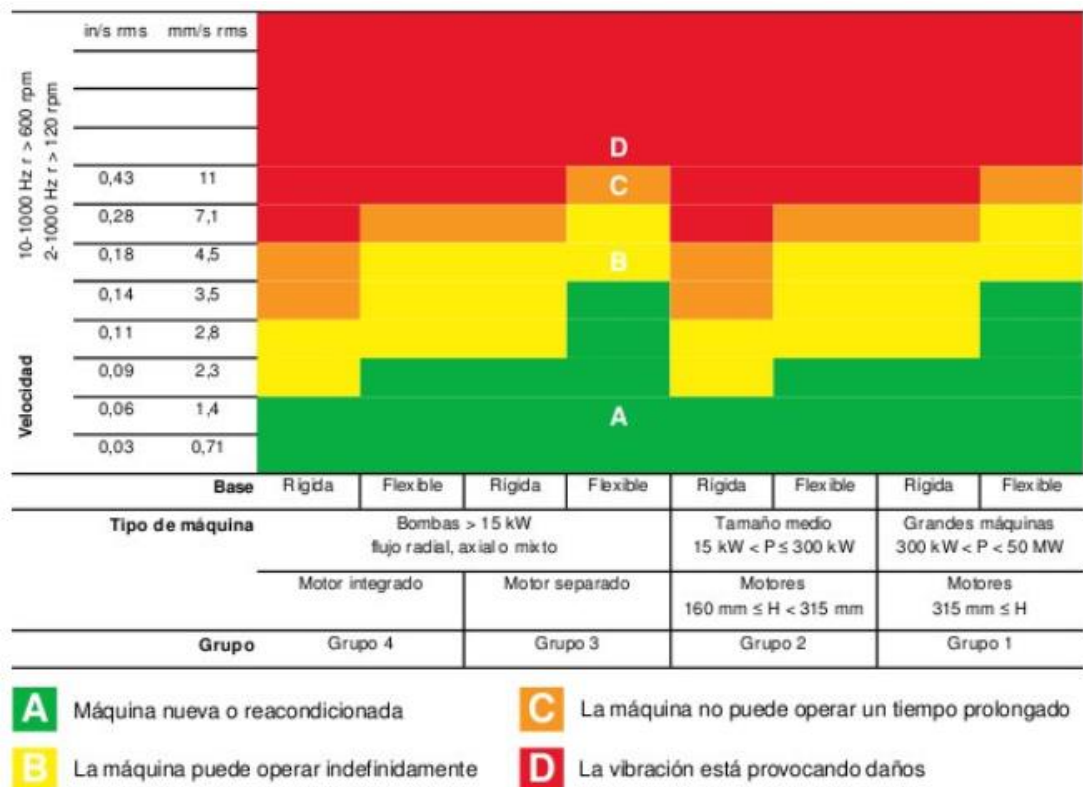 in/s rms mm/s rms
10-1000 Hz r > 600 rpm
2-1000 Hz r > 120 rpm
Velocidad
D
0,43 11 C
0,28 7,1
0,18 4,5 B
0,14 3,5
0,11 2,8
0,09 2,3
0,06 1,4 A
0,03 0,71
Base Rígida Flexible Rígida Flexible Rígida Flexible Rígida Flexible
Tipo de máquina Bombas > 15 kW Tamaño medio Grandes máquinas
flujo radial, axial o mixto 15 kW < P ≤ 300 kW 300 kW < P < 50 MW
Motor integrado Motor separado Motores Motores
160 mm ≤ H < 315 mm 315 mm ≤ H
Grupo Grupo 4 Grupo 3 Grupo 2 Grupo 1
A Máquina nueva o reacondicionada C La máquina no puede operar un tiempo prolongado
B La máquina puede operar indefinidamente D La vibración está provocando daños